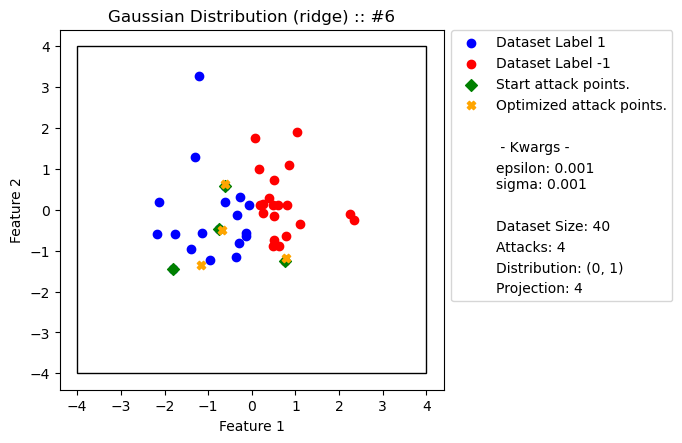 Gaussian Distribution (ridge) :: #6
Feature 2
4
3
2
1
0
−1
−2
−3
−4
−4 −3 −2 −1 0 1 2 3 4
Feature 1
Dataset Label 1
Dataset Label -1
Start attack points.
Optimized attack points.
- Kwargs -
epsilon: 0.001
sigma: 0.001
Dataset Size: 40
Attacks: 4
Distribution: (0, 1)
Projection: 4